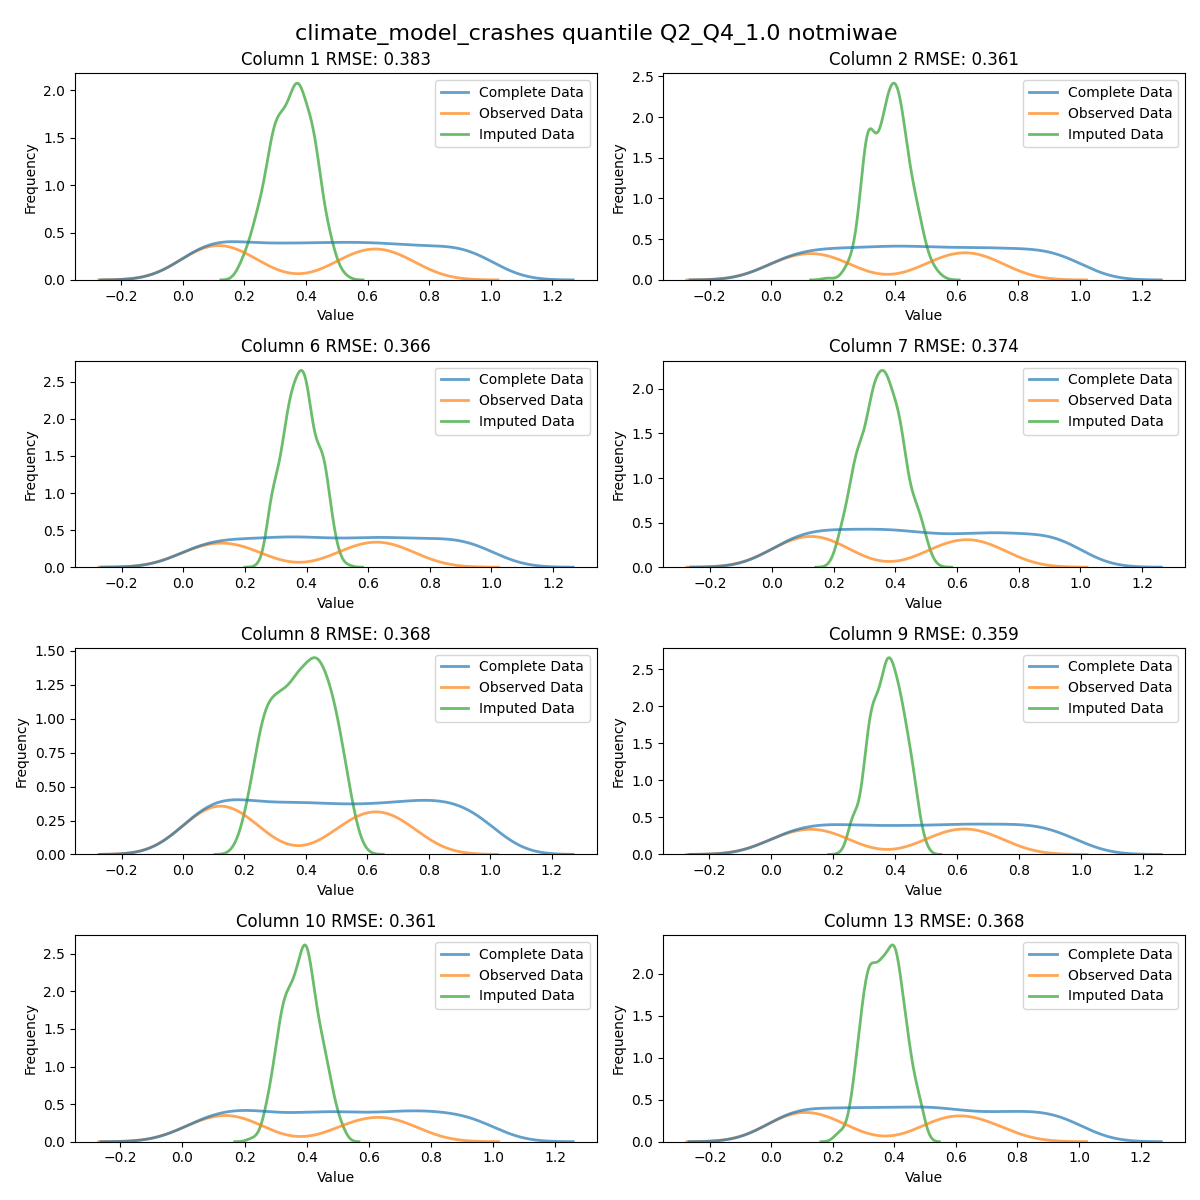 climate_model_crashes quantile Q2_Q4_1.0 notmiwae
Column 1 RMSE: 0.383
2.0
1.5
1.0
0.5
0.0
Frequency
−0.2 0.0 0.2 0.4 0.6 0.8 1.0 1.2
Value
Complete Data
Observed Data
Imputed Data
Column 2 RMSE: 0.361
2.5
2.0
1.5
1.0
0.5
0.0
Frequency
−0.2 0.0 0.2 0.4 0.6 0.8 1.0 1.2
Value
Complete Data
Observed Data
Imputed Data
Column 6 RMSE: 0.366
2.5
2.0
1.5
1.0
0.5
0.0
Frequency
−0.2 0.0 0.2 0.4 0.6 0.8 1.0 1.2
Value
Complete Data
Observed Data
Imputed Data
Column 7 RMSE: 0.374
2.0
1.5
1.0
0.5
0.0
Frequency
−0.2 0.0 0.2 0.4 0.6 0.8 1.0 1.2
Value
Complete Data
Observed Data
Imputed Data
Column 8 RMSE: 0.368
1.50
1.25
1.00
0.75
0.50
0.25
0.00
Frequency
−0.2 0.0 0.2 0.4 0.6 0.8 1.0 1.2
Value
Complete Data
Observed Data
Imputed Data
Column 9 RMSE: 0.359
2.5
2.0
1.5
1.0
0.5
0.0
Frequency
−0.2 0.0 0.2 0.4 0.6 0.8 1.0 1.2
Value
Complete Data
Observed Data
Imputed Data
Column 10 RMSE: 0.361
2.5
2.0
1.5
1.0
0.5
0.0
Frequency
−0.2 0.0 0.2 0.4 0.6 0.8 1.0 1.2
Value
Complete Data
Observed Data
Imputed Data
Column 13 RMSE: 0.368
2.0
1.5
1.0
0.5
0.0
Frequency
−0.2 0.0 0.2 0.4 0.6 0.8 1.0 1.2
Value
Complete Data
Observed Data
Imputed Data